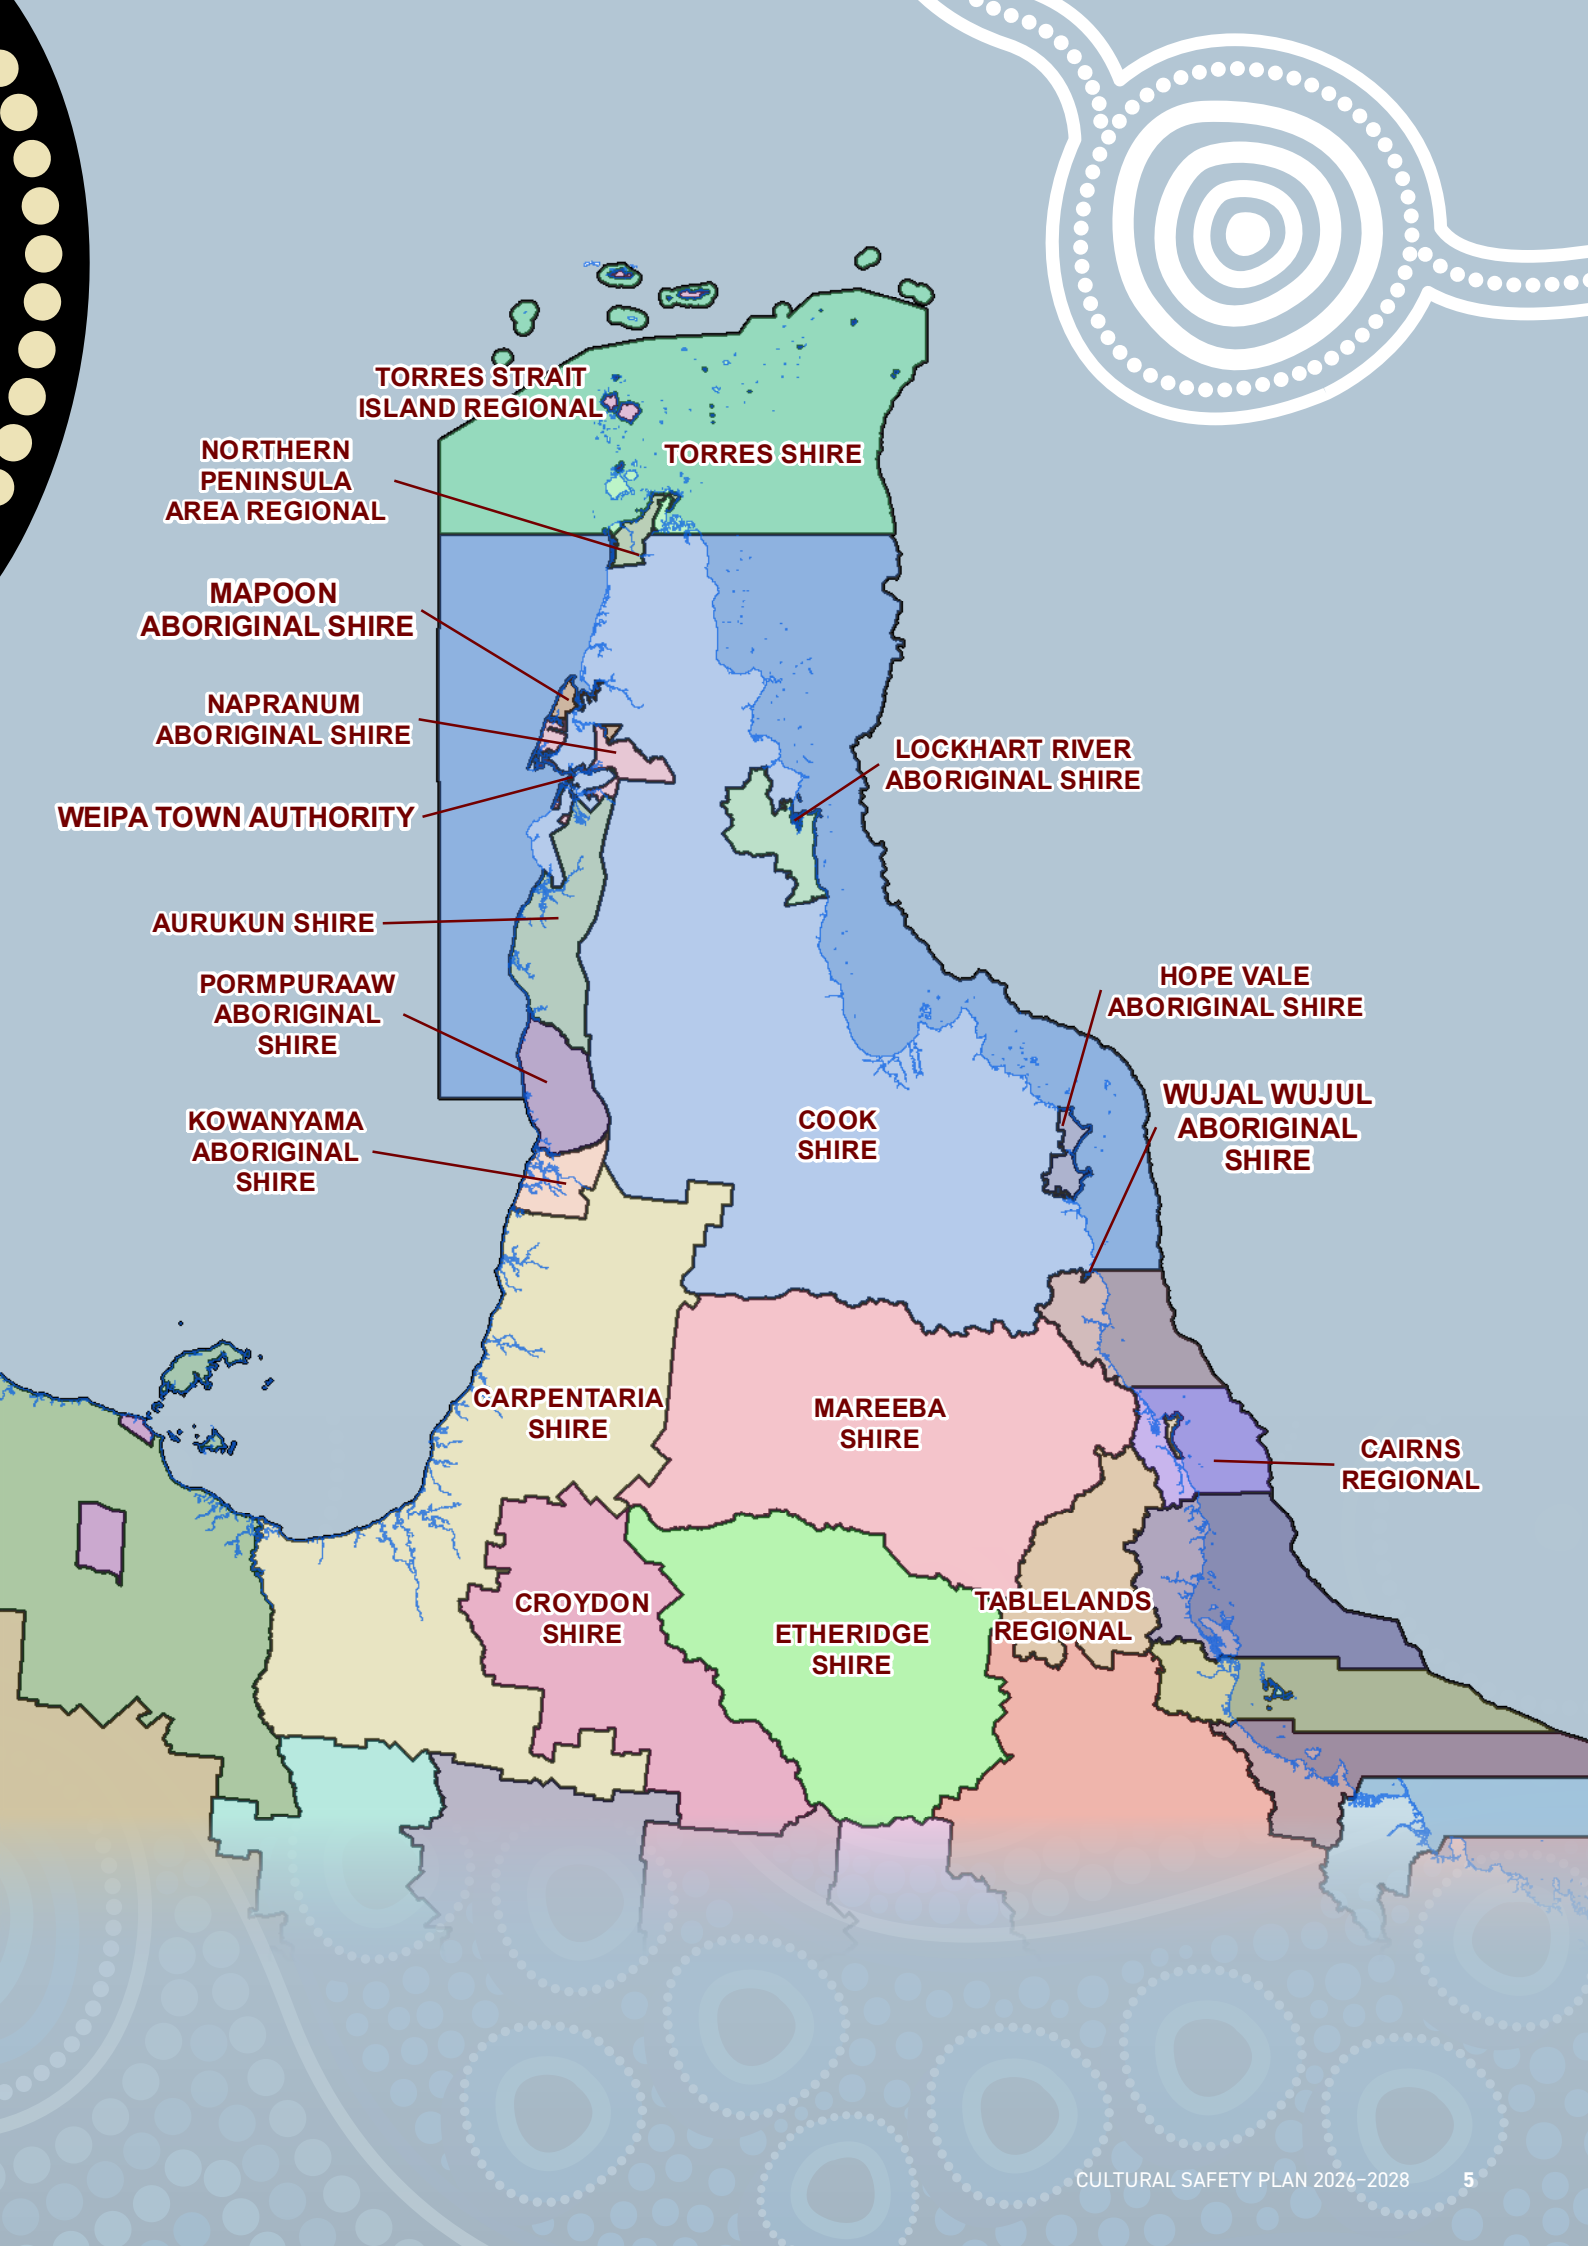 TORRES STRAIT
ISLAND REGIONAL
NORTHERN
PENINSULA
AREA REGIONAL
TORRES SHIRE
MAPOON
ABORIGINAL SHIRE
NAPRANUM
ABORIGINAL SHIRE
LOCKHART RIVER
ABORIGINAL SHIRE
WEIPA TOWN AUTHORITY
AURUKUN SHIRE
PORMPURAAW
ABORIGINAL
SHIRE
HOPE VALE
ABORIGINAL SHIRE
KOWANYAMA
ABORIGINAL
SHIRE
COOK
SHIRE
WUJAL WUJUL
ABORIGINAL
SHIRE
CARPENTARIA
SHIRE
MAREEBA
SHIRE
CAIRNS
REGIONAL
CROYDON
SHIRE
ETHERIDGE
SHIRE
TABLELANDS
REGIONAL
CULTURAL SAFETY PLAN 2026–2028 5